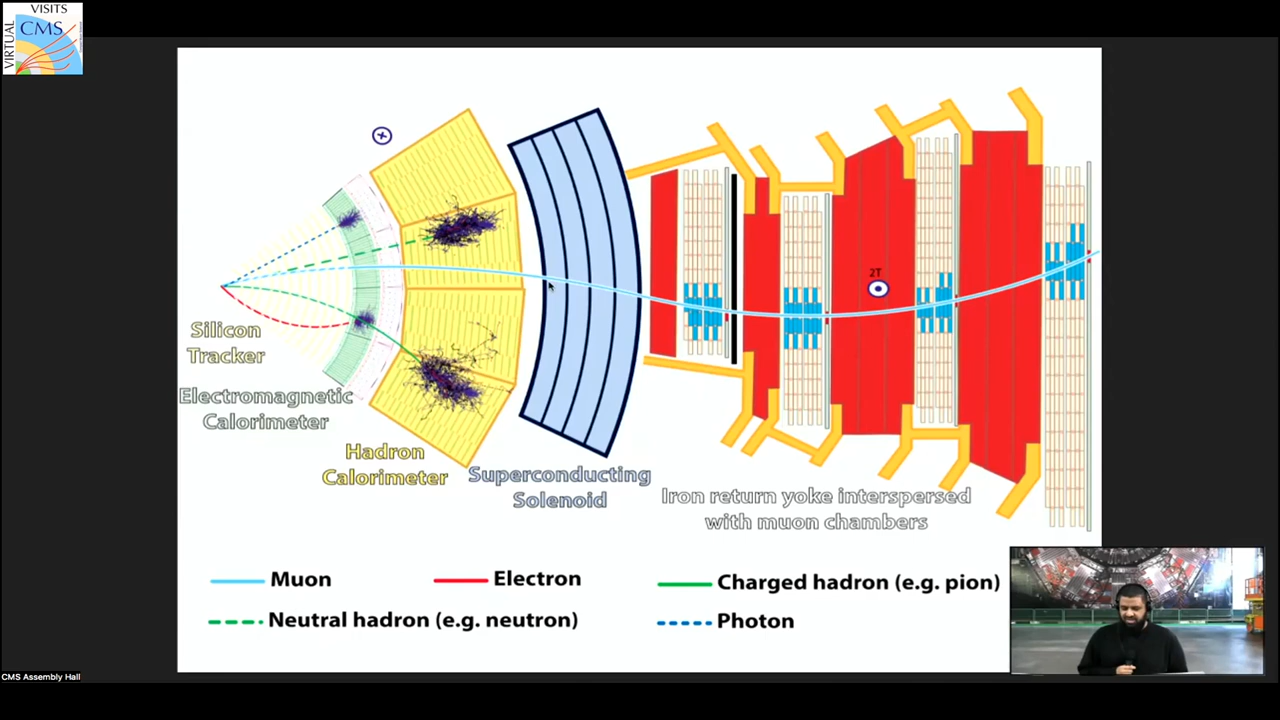 VISITS
VIRTUAL
CMS
2T
Silicon
Tracker
Electromagnetic
Calorimeter
Hadron
Calorimeter
Superconducting
Solenoid
Iron return yoke interspersed
with muon chambers
Muon
Electron
Charged hadron (e.g. pion)
Neutral hadron (e.g. neutron)
Photon
CMS Assembly Hall